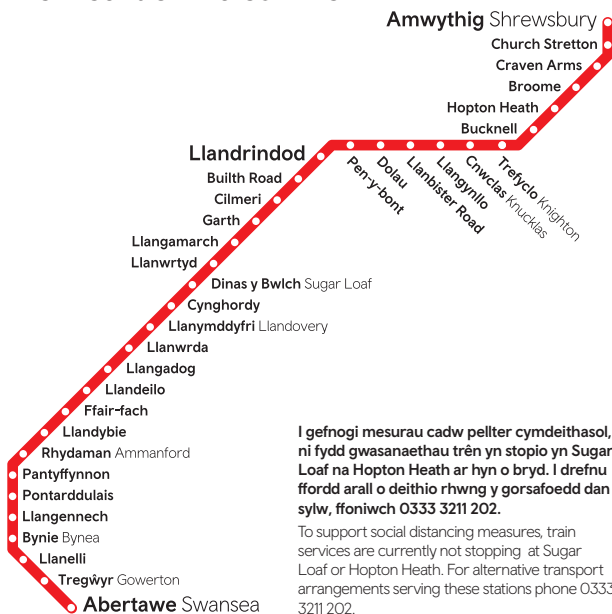 Amwythig Shrewsbury
Church Stretton
Craven Arms
Broome
Hopton Heath
Bucknell
Trefyclo Knighton
Cnwclas Knucklas
Llangynllo
Llanbister Road
Dolau
Pen-y-bont
Llandrindod
Builth Road
Cilmeri
Garth
Llangamarch
Llanwrtyd
Dinas y Bwlch Sugar Loaf
Cynghordy
Llanymddyfri Llandovery
Llanwrda
Llangadog
Llandeilo
Ffair-fach
Llandybie
Rhydaman Ammanford
Pantyffynnon
Pontarddulais
Llangennech
Bynie Bynea
Llanelli
Tregŵyr Gowerton
Abertawe Swansea
I gefnogi mesurau cadw pellter cymdeithasol,
ni fydd gwasanaethau trên yn stopio yn Sugar
Loaf na Hopton Heath ar hyn o bryd. I drefnu
ffordd arall o deithio rhwng y gorsafoedd dan
sylw, ffoniwch 0333 3211 202.
To support social distancing measures, train
services are currently not stopping at Sugar
Loaf or Hopton Heath. For alternative transport
arrangements serving these stations phone 0333
3211 202.